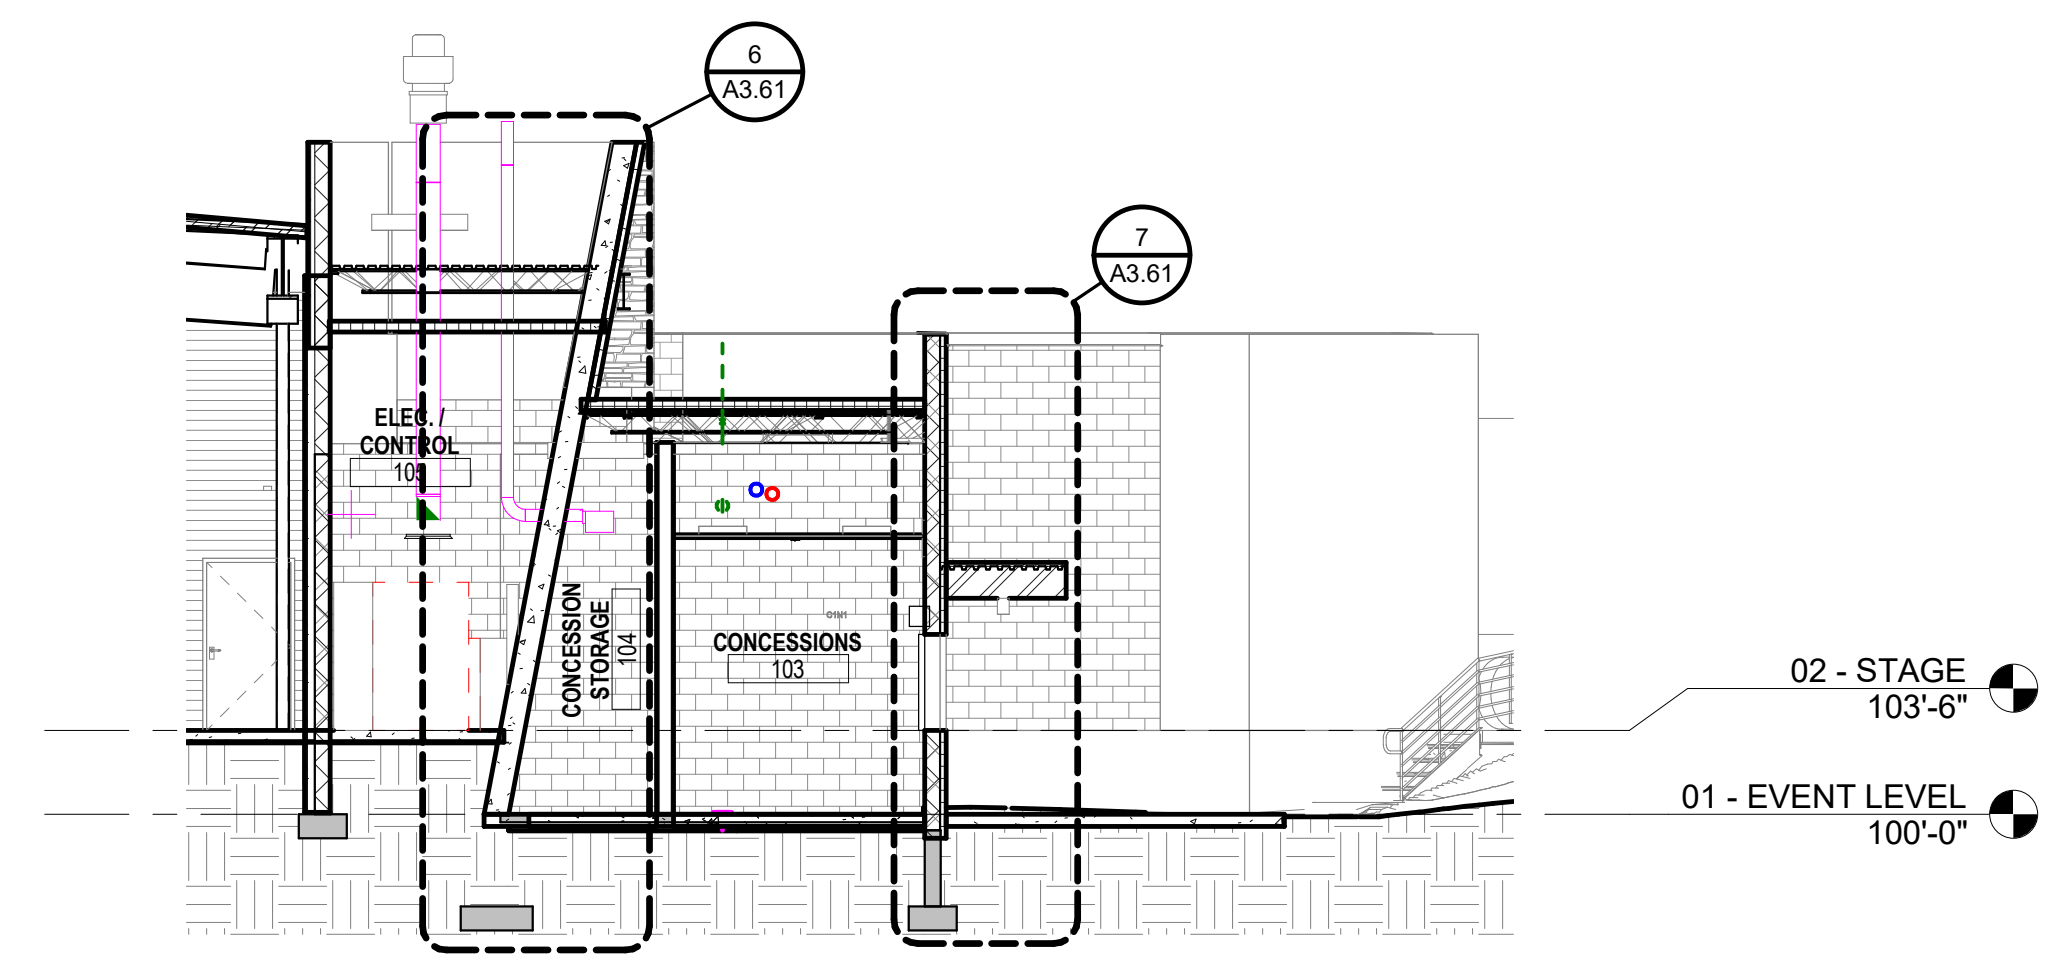 6
A3.61
7
A3.61
ELEC. /
CONTROL
105
CONCESSION
STORAGE
104
CONCESSIONS
103
02 - STAGE
103'-6"
01 - EVENT LEVEL
100'-0"